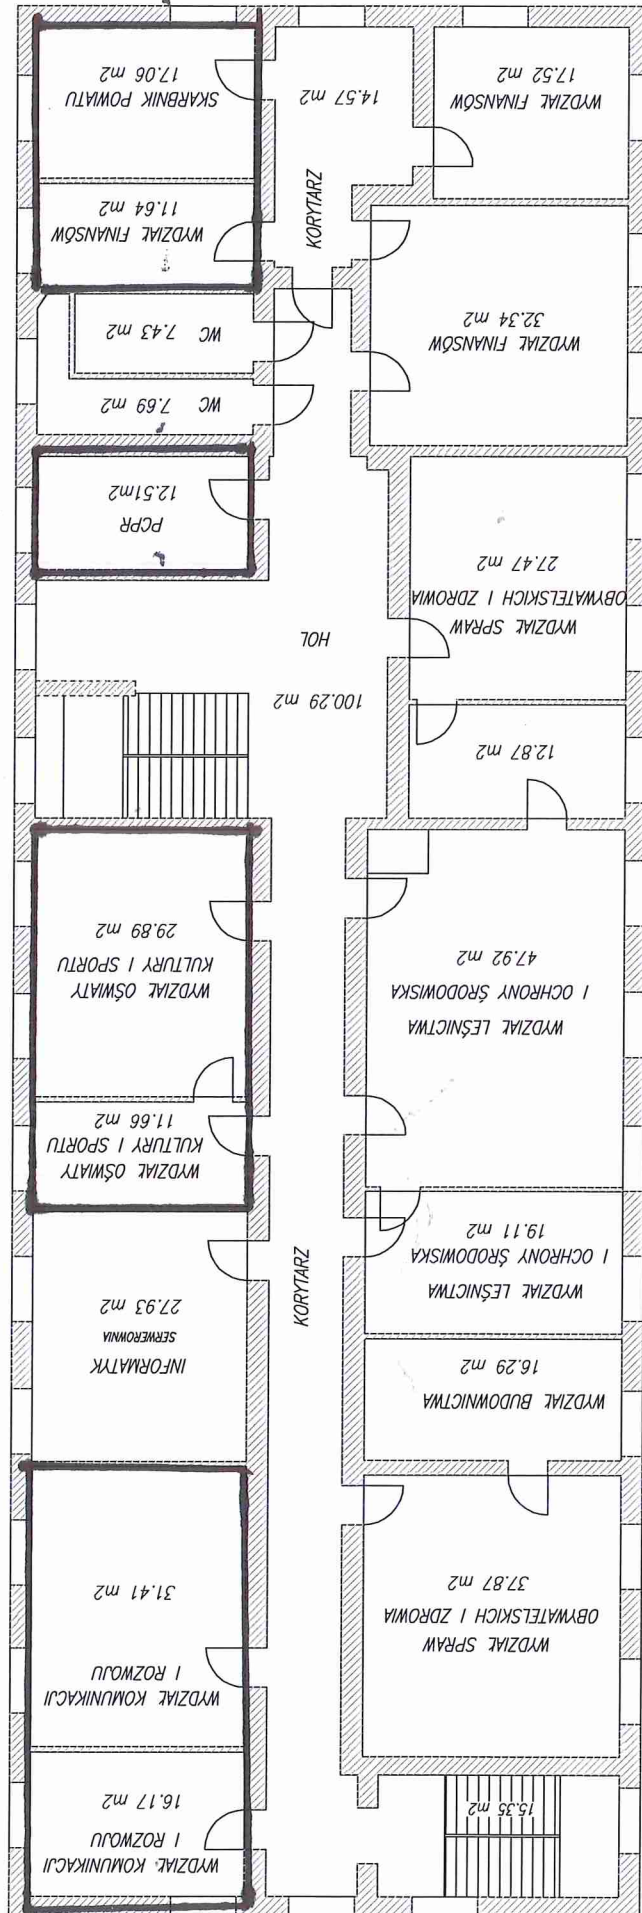 WYDZIAŁ KOMUNIKACJI
I ROZWOJU
16.17 m2
WYDZIAŁ KOMUNIKACJI
I ROZWOJU
31.41 m2
INFORMATYK
SERWEROWNIA
27.93 m2
WYDZIAŁ OŚWIATY
KULTURY I SPORTU
11.66 m2
WYDZIAŁ OŚWIATY
KULTURY I SPORTU
29.89 m2
PCPR
12.51m2
WC 7.69 m2
WC 7.43 m2
WYDZIAŁ FINANSÓW
11.64 m2
SKARBNIK POWIATU
17.06 m2
KORYTARZ
HOL
100.29 m2
KORYTARZ
14.57 m2
15.35 m2
WYDZIAŁ SPRAW
OBYWATELSKICH I ZDROWIA
37.87 m2
WYDZIAŁ BUDOWNICTWA
16.29 m2
WYDZIAŁ LEŚNICTWA
I OCHRONY ŚRODOWISKA
19.11 m2
WYDZIAŁ LEŚNICTWA
I OCHRONY ŚRODOWISKA
47.92 m2
12.87 m2
WYDZIAŁ SPRAW
OBYWATELSKICH I ZDROWIA
27.47 m2
WYDZIAŁ FINANSÓW
32.34 m2
WYDZIAŁ FINANSÓW
17.52 m2